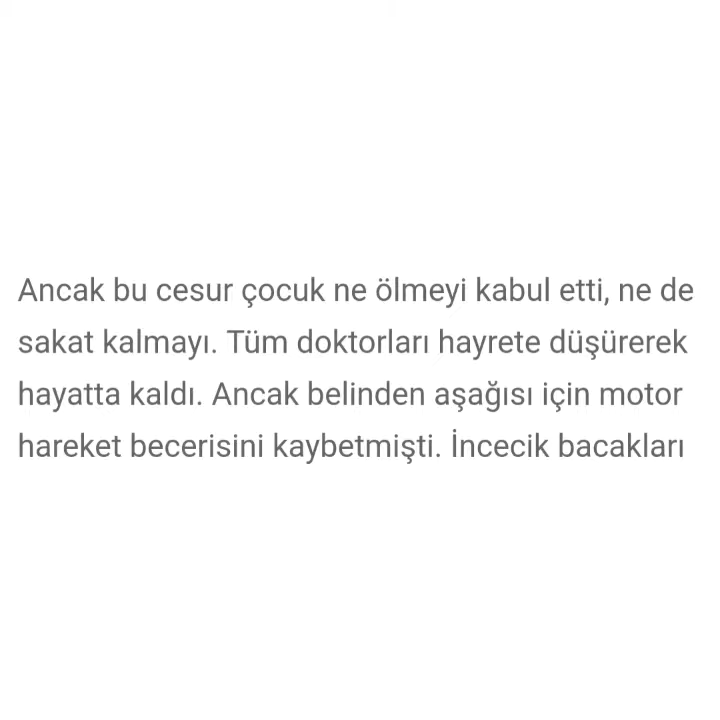 Ancak bu cesur çocuk ne ölmeyi kabul etti, ne de
sakat kalmayı. Tüm doktorları hayrete düşürerek
hayatta kaldı. Ancak belinden aşağısı için motor
hareket becerisini kaybetmişti. İncecik bacakları